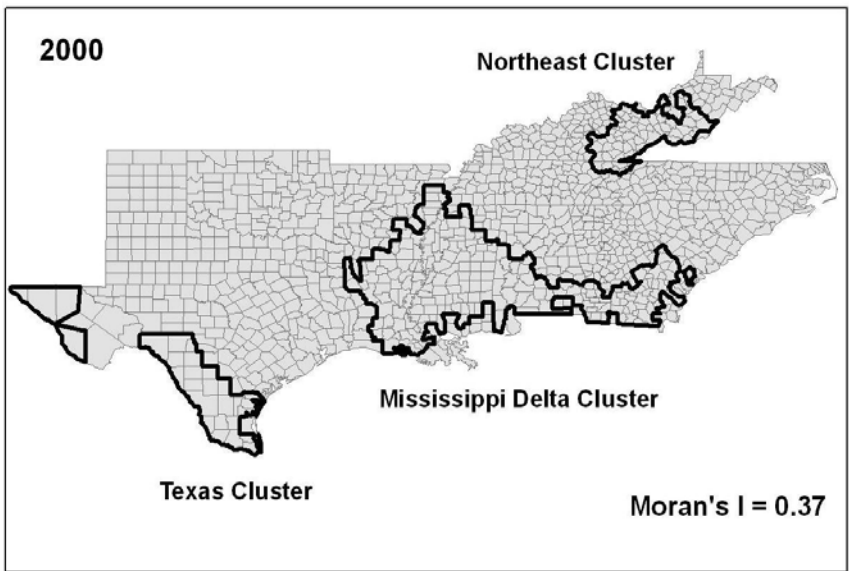 2000
Northeast Cluster
Mississippi Delta Cluster
Texas Cluster
Moran's I = 0.37